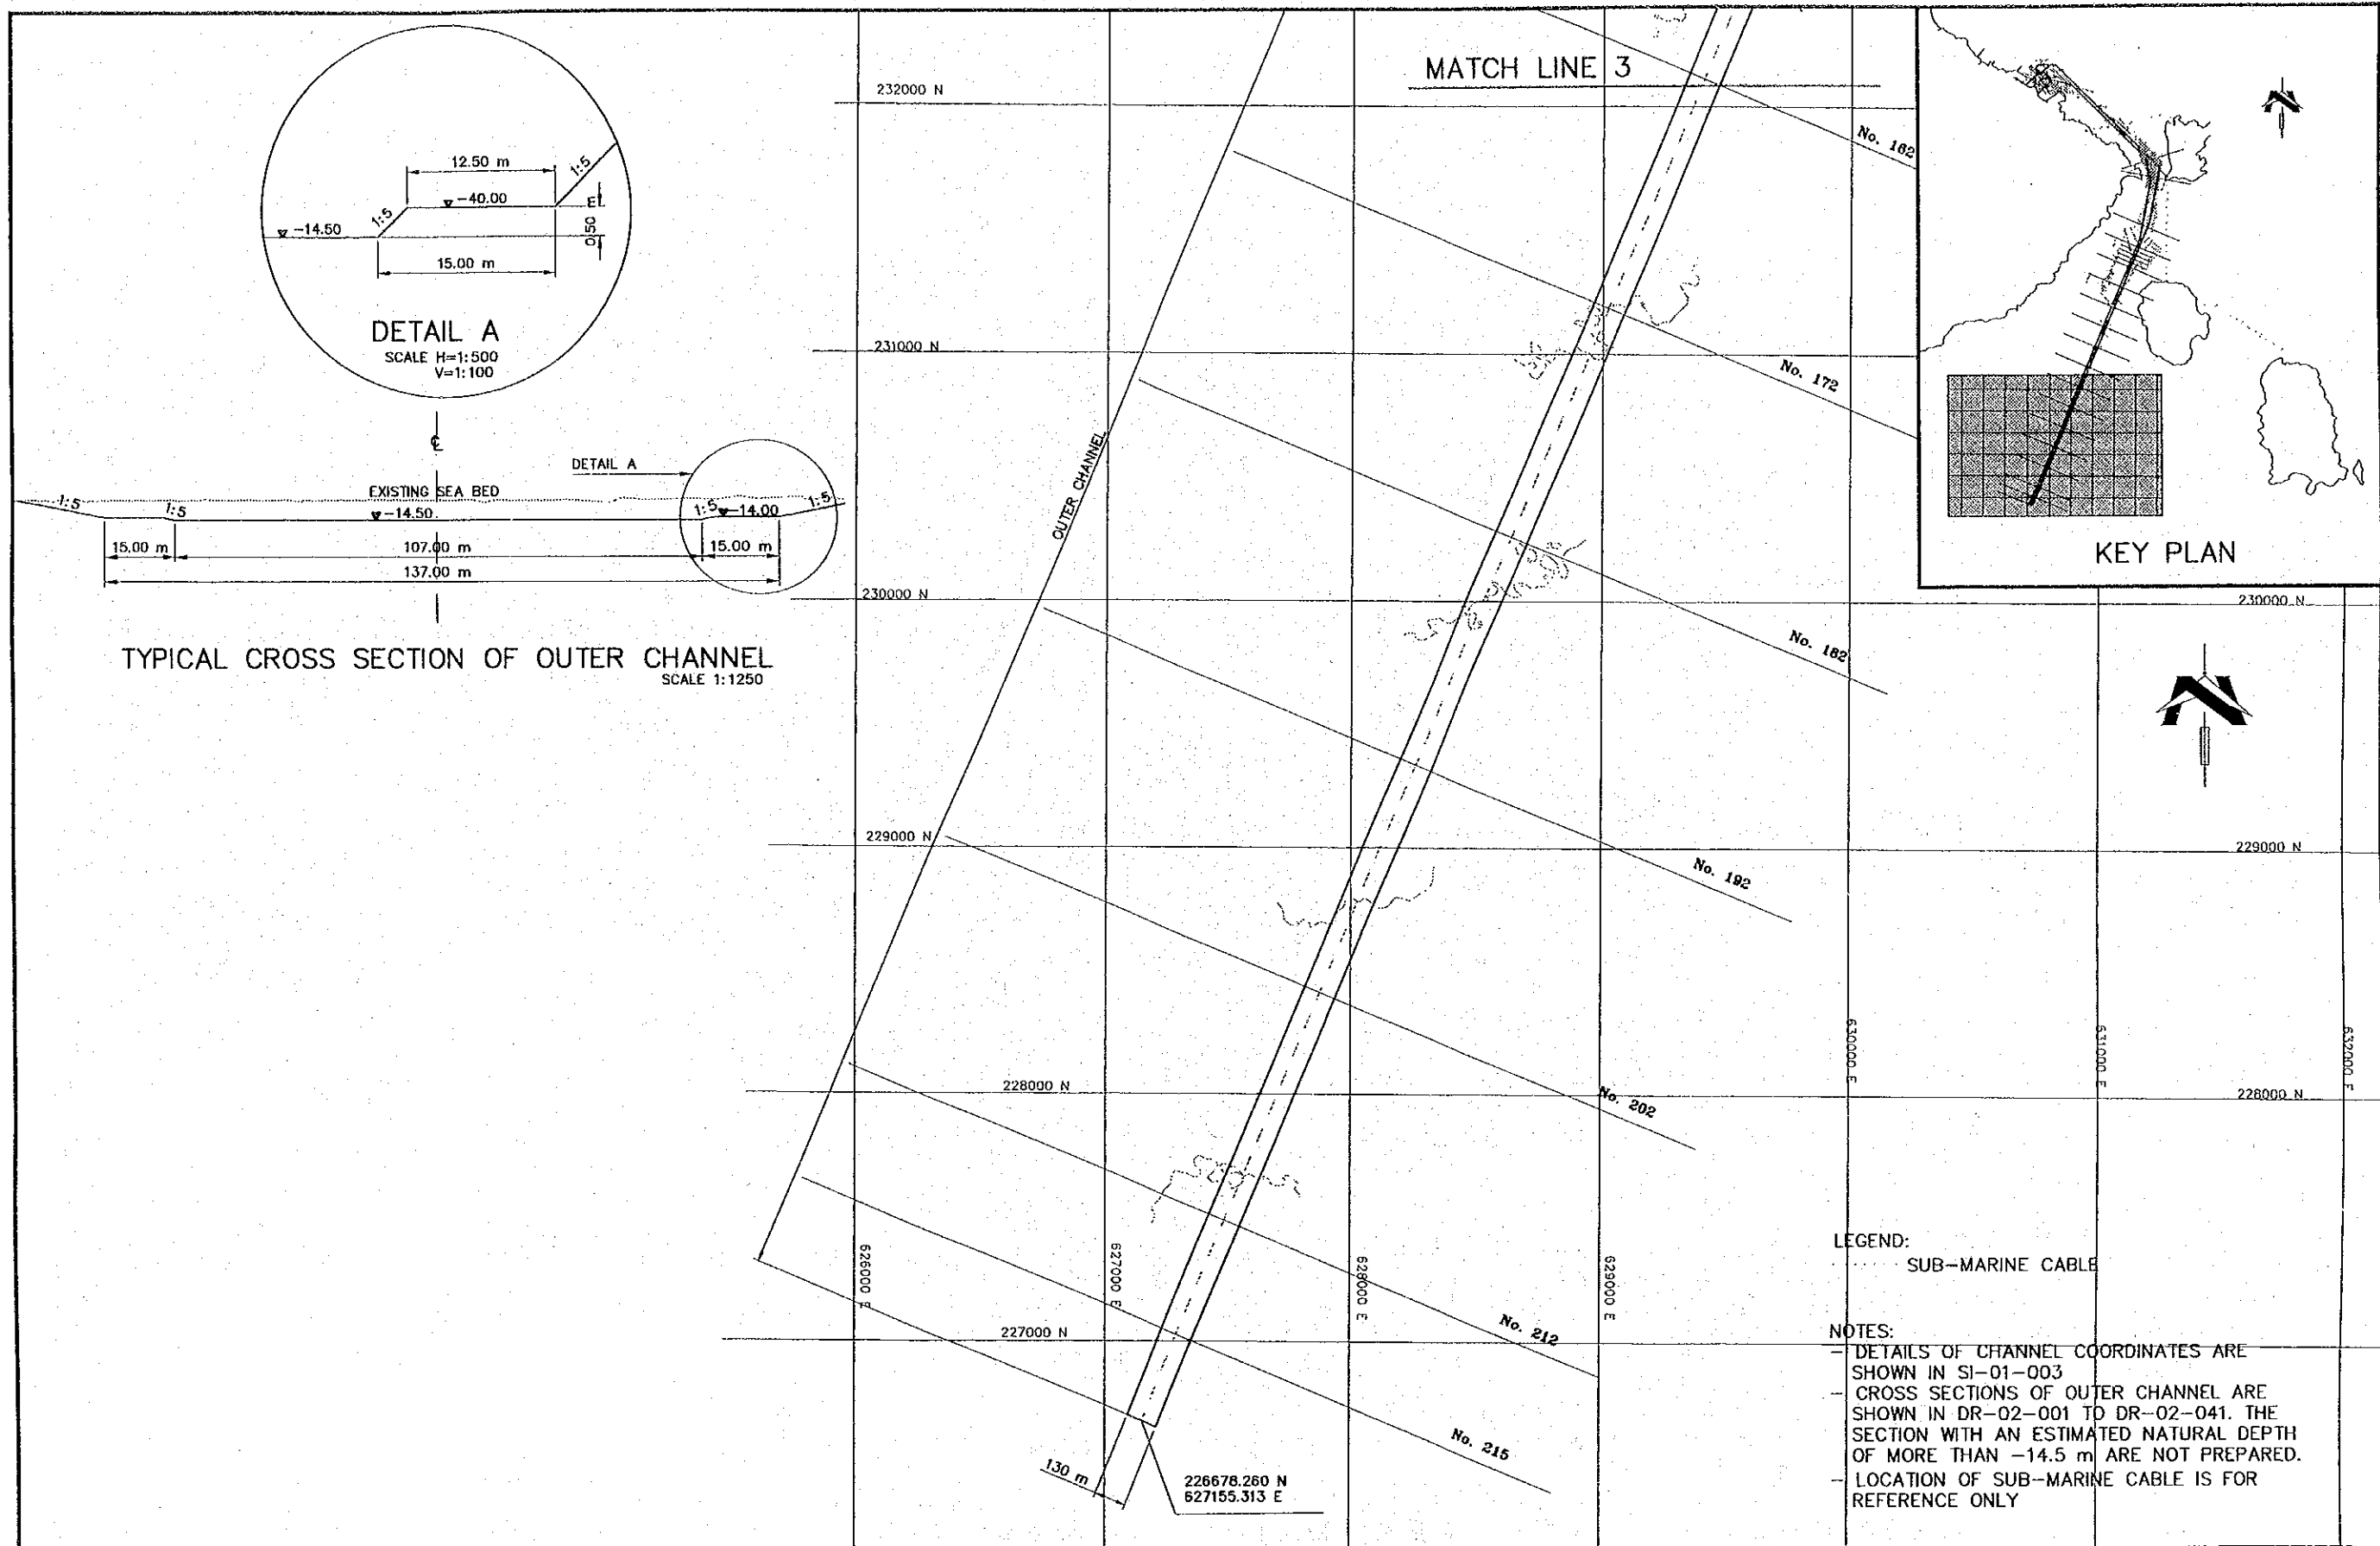 MATCH LINE 3
232000 N
No. 162
12.50 m
1:5
-40.00
1:5
-14.50
0.50
15.00 m
DETAIL A
SCALE H=1:500
V=1:100
231000 N
No. 172
KEY PLAN
DETAIL A
OUTER CHANNEL
EXISTING SEA BED
1:5
1:5
-14.50
1:5
-14.00
1:5
15.00 m
107.00 m
15.00 m
137.00 m
230000 N
230000 N
No. 182
TYPICAL CROSS SECTION OF OUTER CHANNEL
SCALE 1:1250
229000 N
229000 N
No. 192
630000 E
631000 E
632000 E
228000 N
228000 N
No. 202
626000 E
627000 E
628000 E
629000 E
227000 N
No. 212
No. 215
130 m
226678.260 N
627155.313 E
LEGEND:
SUB-MARINE CABLE
NOTES:
- DETAILS OF CHANNEL COORDINATES ARE
SHOWN IN SI-01-003
- CROSS SECTIONS OF OUTER CHANNEL ARE
SHOWN IN DR-02-001 TO DR-02-041. THE
SECTION WITH AN ESTIMATED NATURAL DEPTH
OF MORE THAN -14.5 m ARE NOT PREPARED.
- LOCATION OF SUB-MARINE CABLE IS FOR
REFERENCE ONLY